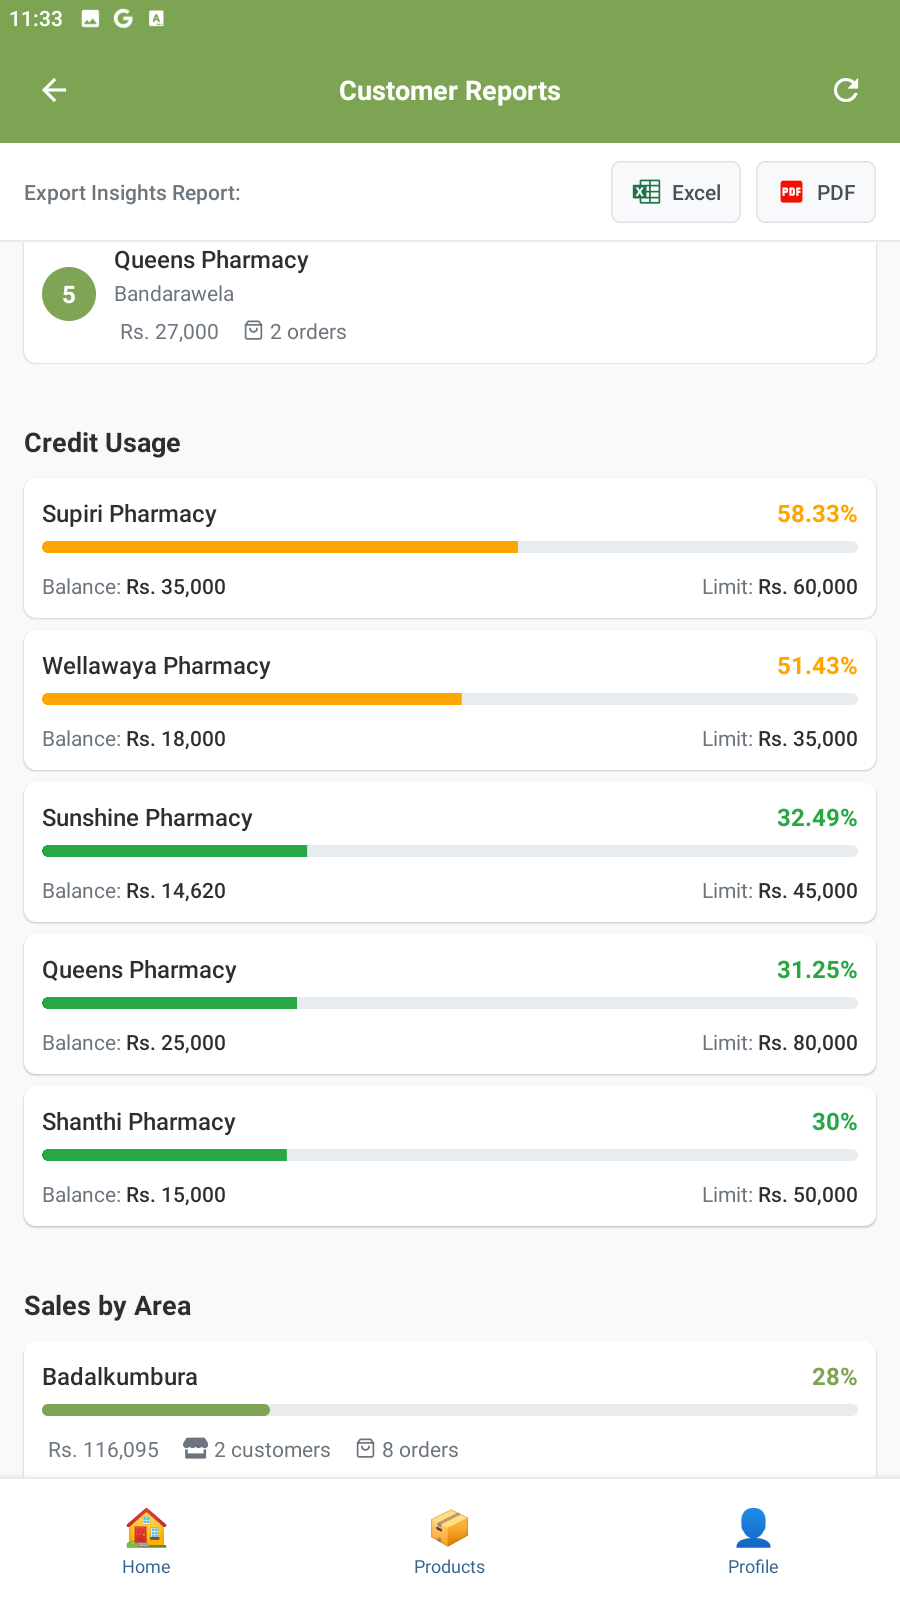 11:33
Customer Reports
Export Insights Report:
Excel
PDF
PDF
Queens Pharmacy
5
Bandarawela
Rs. 27,000
2 orders
Credit Usage
Supiri Pharmacy
58.33%
Balance: Rs. 35,000
Limit: Rs. 60,000
Wellawaya Pharmacy
51.43%
Balance: Rs. 18,000
Limit: Rs. 35,000
Sunshine Pharmacy
32.49%
Balance: Rs. 14,620
Limit: Rs. 45,000
Queens Pharmacy
31.25%
Balance: Rs. 25,000
Limit: Rs. 80,000
Shanthi Pharmacy
30%
Balance: Rs. 15,000
Limit: Rs. 50,000
Sales by Area
Badalkumbura
28%
Rs. 116,095
2 customers
8 orders
Home
Products
Profile